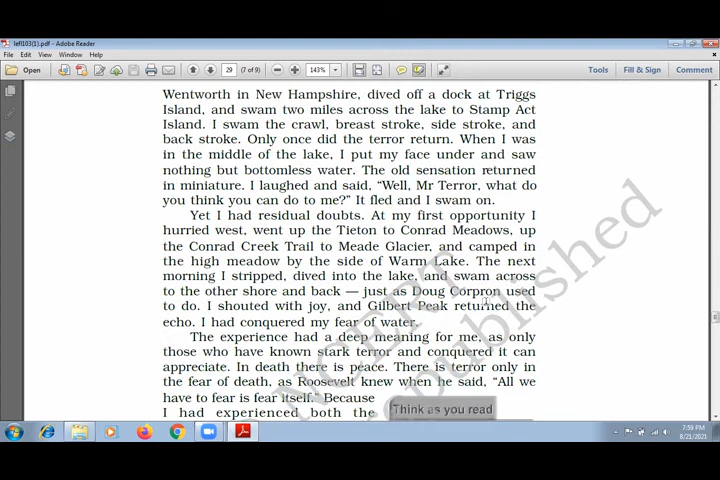 lefl103(1).pdf - Adobe Reader
File Edit View Window Help
Open 29 (7 of 9) 143% Tools Fill & Sign Comment
Wentworth in New Hampshire, dived off a dock at Triggs
Island, and swam two miles across the lake to Stamp Act
Island. I swam the crawl, breast stroke, side stroke, and
back stroke. Only once did the terror return. When I was
in the middle of the lake, I put my face under and saw
nothing but bottomless water. The old sensation returned
in miniature. I laughed and said, “Well, Mr Terror, what do
you think you can do to me?” It fled and I swam on.
Yet I had residual doubts. At my first opportunity I
hurried west, went up the Tieton to Conrad Meadows, up
the Conrad Creek Trail to Meade Glacier, and camped in
the high meadow by the side of Warm Lake. The next
morning I stripped, dived into the lake, and swam across
to the other shore and back — just as Doug Corpron used
to do. I shouted with joy, and Gilbert Peak returned the
echo. I had conquered my fear of water.
The experience had a deep meaning for me, as only
those who have known stark terror and conquered it can
appreciate. In death there is peace. There is terror only in
the fear of death, as Roosevelt knew when he said, “All we
have to fear is fear itself.” Because
I had experienced both the
Think as you read
NCERT
republished
7:59 PM
8/21/2021